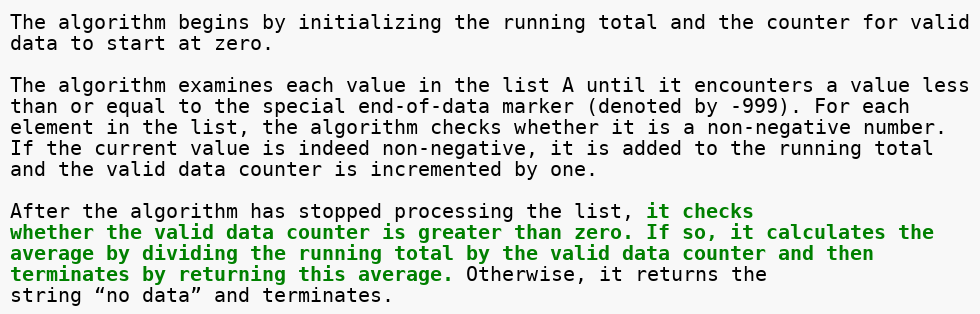 The algorithm begins by initializing the running total and the counter for valid
data to start at zero.
The algorithm examines each value in the list A until it encounters a value less
than or equal to the special end-of-data marker (denoted by -999). For each
element in the list, the algorithm checks whether it is a non-negative number.
If the current value is indeed non-negative, it is added to the running total
and the valid data counter is incremented by one.
After the algorithm has stopped processing the list, it checks
whether the valid data counter is greater than zero. If so, it calculates the
average by dividing the running total by the valid data counter and then
terminates by returning this average. Otherwise, it returns the
string “no data” and terminates.